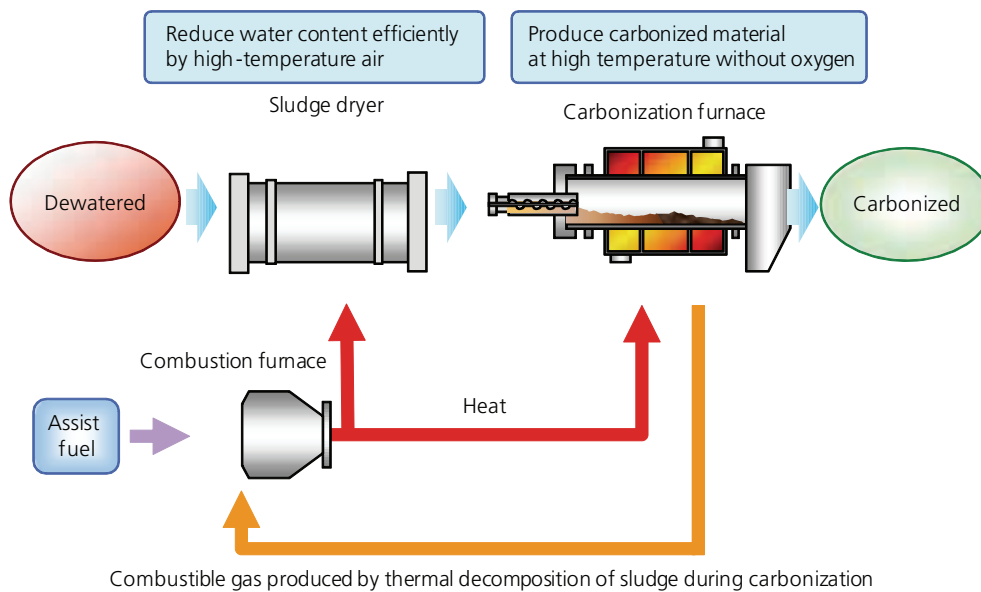 Reduce water content efficiently
by high-temperature air
Produce carbonized material
at high temperature without oxygen
Sludge dryer
Carbonization furnace
Dewatered
Carbonized
Combustion furnace
Heat
Assist
fuel
Combustible gas produced by thermal decomposition of sludge during carbonization